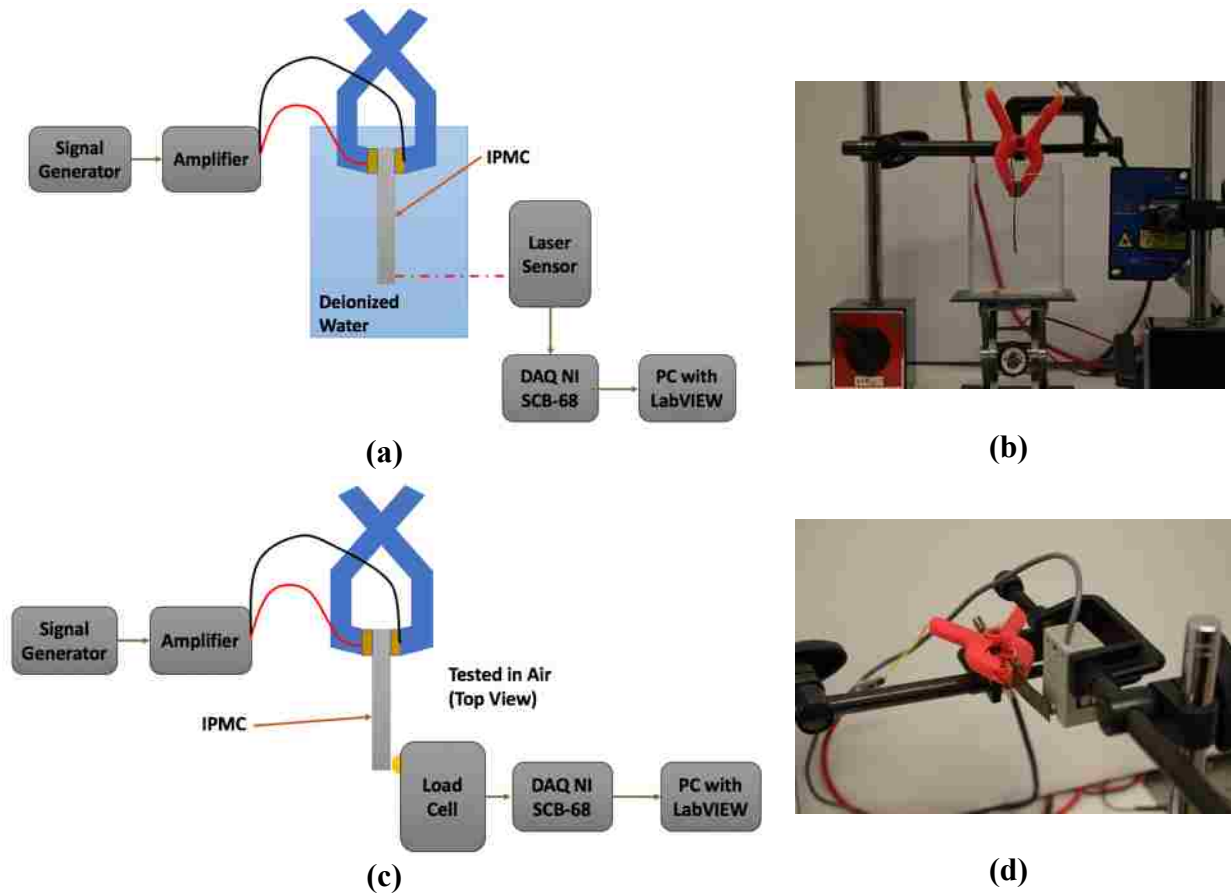 Signal
Generator
Amplifier
IPMC
Laser
Sensor
Deionized
Water
DAQ NI
SCB-68
PC with
LabVIEW
(a)
(b)
Signal
Generator
Amplifier
IPMC
Tested in Air
(Top View)
Load
Cell
DAQ NI
SCB-68
PC with
LabVIEW
(c)
(d)